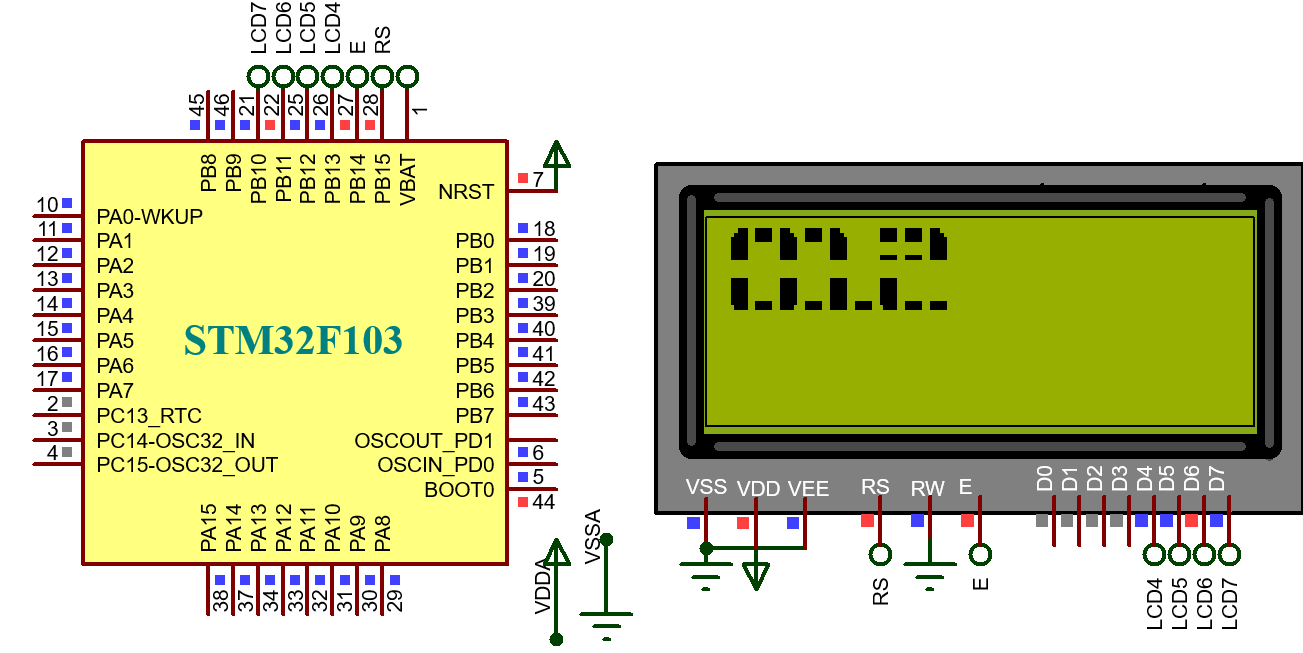 LCD7 LCD6 LCD5 LCD4 E RS
45 46 21 22 25 26 27 28 1
PB8 PB9 PB10 PB11 PB12 PB13 PB14 PB15 VBAT
NRST 7
10 PA0-WKUP
11 PA1 PB0 18
12 PA2 PB1 19
13 PA3 PB2 20
14 PA4 PB3 39
15 PA5 PB4 40
16 PA6 PB5 41
17 PA7 PB6 42
2 PC13_RTC PB7 43
3 PC14-OSC32_IN OSCOUT_PD1
4 PC15-OSC32_OUT OSCIN_PD0 6
BOOT0 5
44
STM32F103
PA15 PA14 PA13 PA12 PA11 PA10 PA9 PA8
38 37 34 33 32 31 30 29
VDDA VSSA
VSS VDD VEE RS RW E D0 D1 D2 D3 D4 D5 D6 D7
RS E LCD4 LCD5 LCD6 LCD7